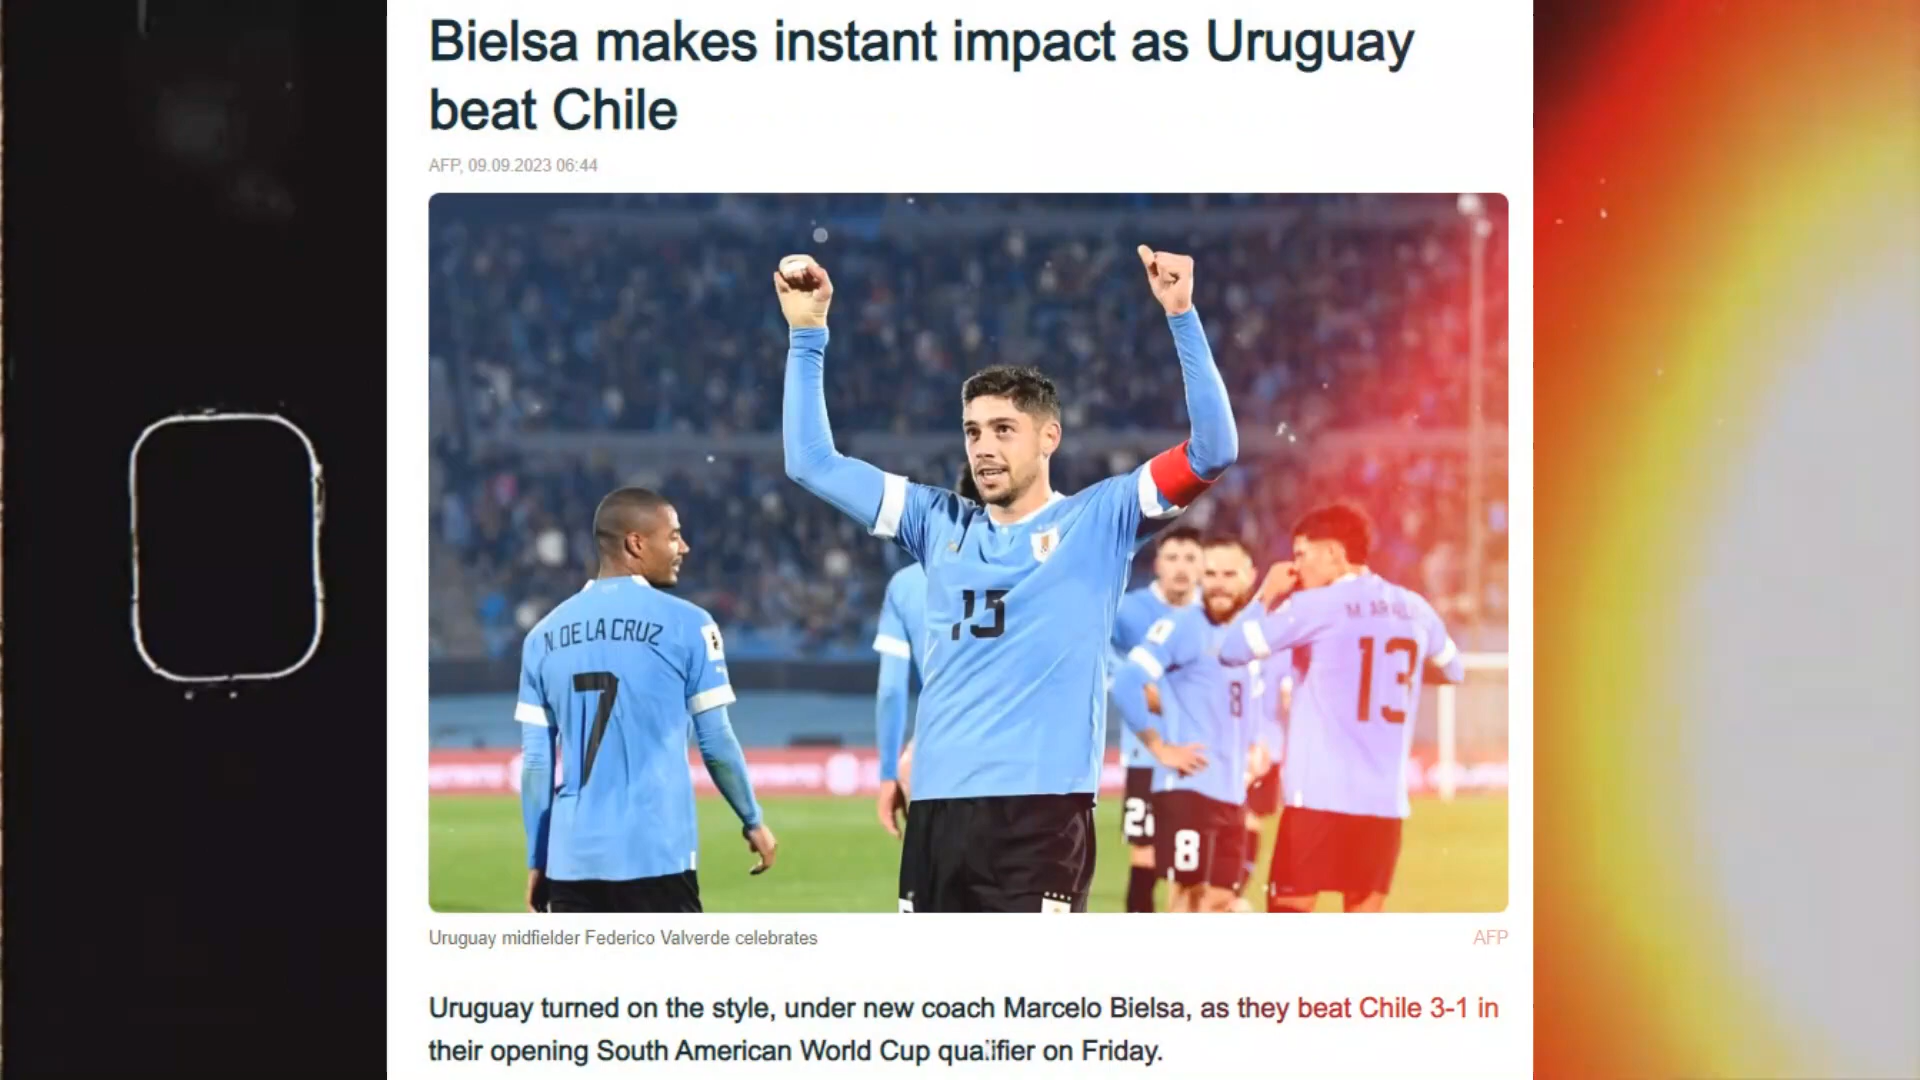 Bielsa makes instant impact as Uruguay
beat Chile
AFP, 09.09.2023 06:44
N. DE LA CRUZ
7
15
8
8
13
Uruguay midfielder Federico Valverde celebrates
AFP
Uruguay turned on the style, under new coach Marcelo Bielsa, as they beat Chile 3-1 in
their opening South American World Cup qualifier on Friday.